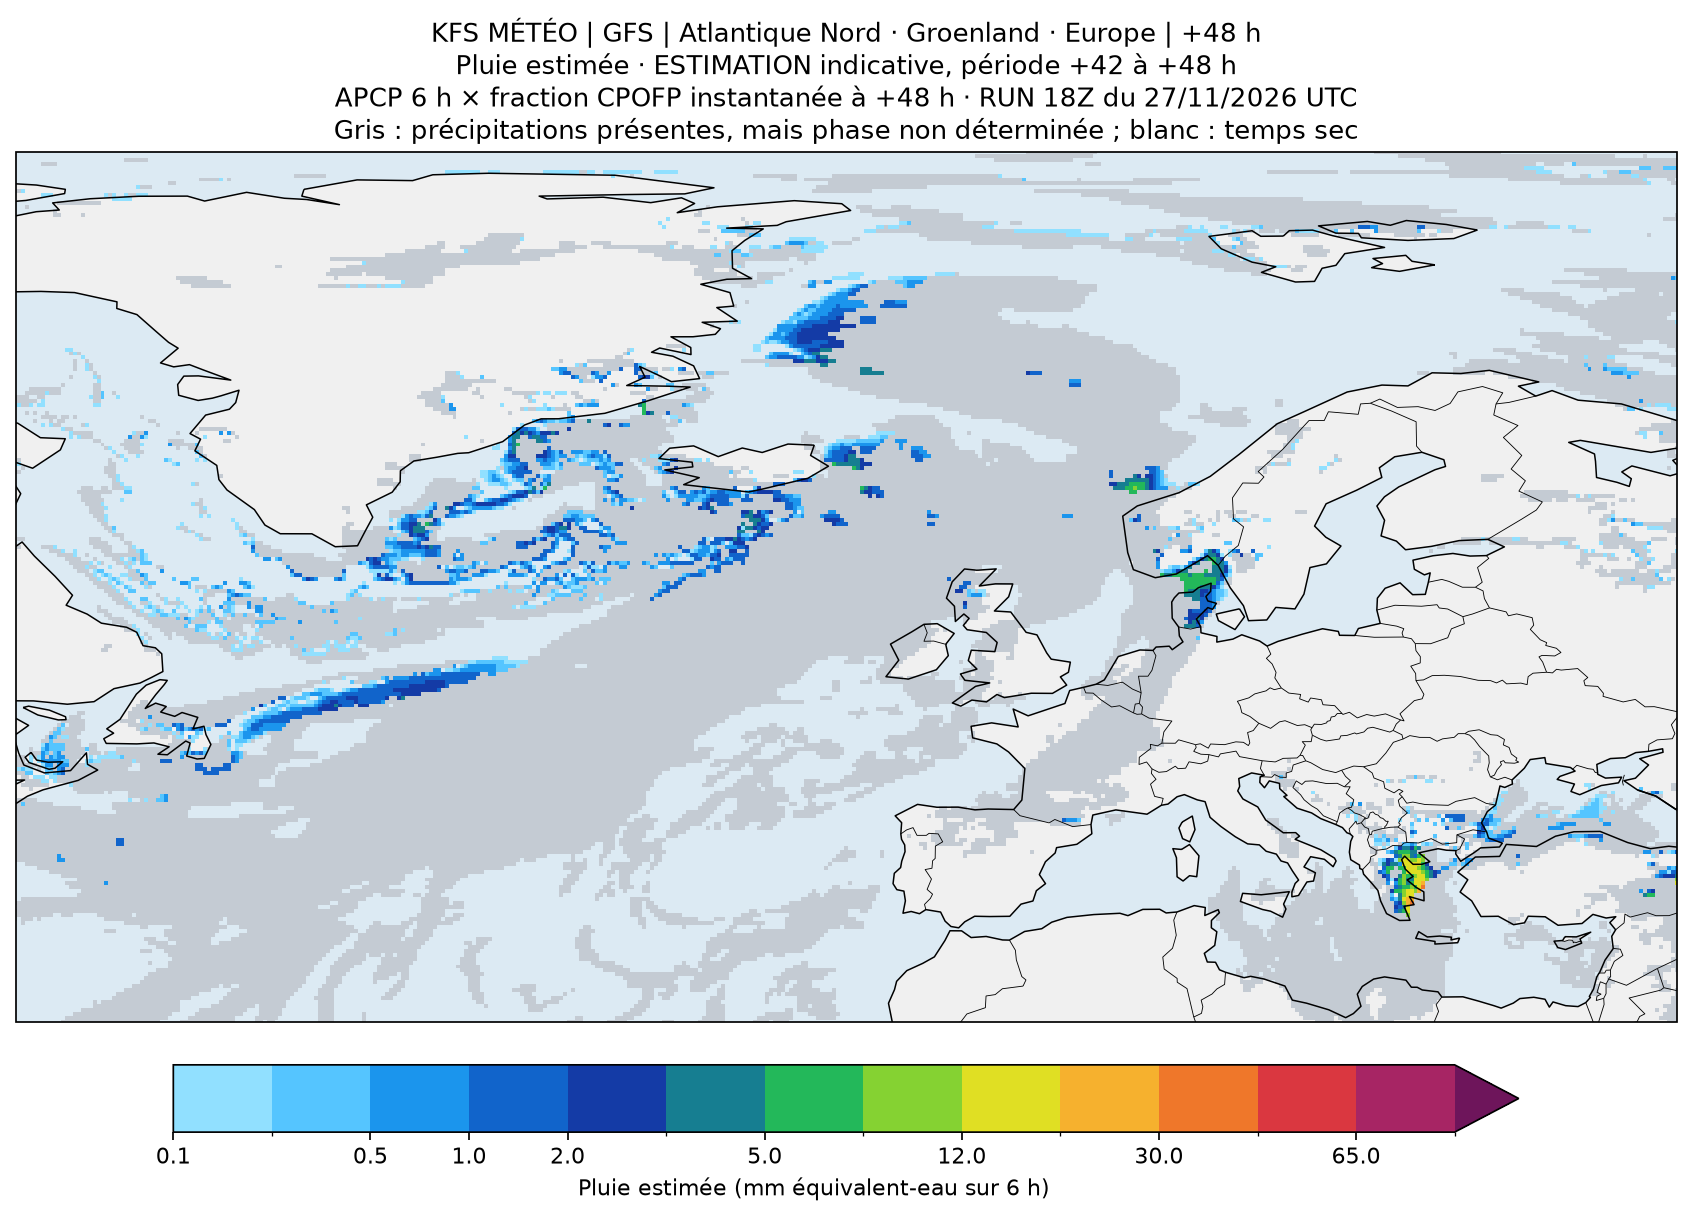 KFS MÉTÉO | GFS | Atlantique Nord · Groenland · Europe | +48 h
Pluie estimée · ESTIMATION indicative, période +42 à +48 h
APCP 6 h × fraction CPOFP instantanée à +48 h · RUN 18Z du 27/11/2026 UTC
Gris : précipitations présentes, mais phase non déterminée ; blanc : temps sec
0.1 0.5 1.0 2.0 5.0 12.0 30.0 65.0
Pluie estimée (mm équivalent-eau sur 6 h)